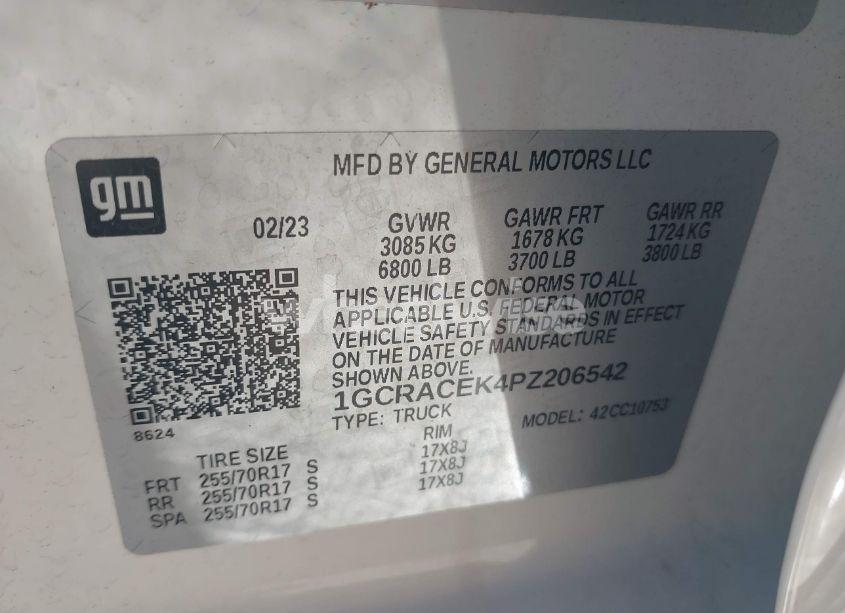 gm
MFD BY GENERAL MOTORS LLC
02/23
GVWR GAWR FRT GAWR RR
3085 KG 1678 KG 1724 KG
6800 LB 3700 LB 3800 LB
THIS VEHICLE CONFORMS TO ALL
APPLICABLE U.S. FEDERAL MOTOR
VEHICLE SAFETY STANDARDS IN EFFECT
ON THE DATE OF MANUFACTURE
SHOWN ABOVE.
1GCRACEK4PZ206542
TYPE: TRUCK MODEL: 42CC10753
8624
TIRE SIZE RIM
FRT 255/70R17 S 17X8J
RR 255/70R17 S 17X8J
SPA 255/70R17 S 17X8J